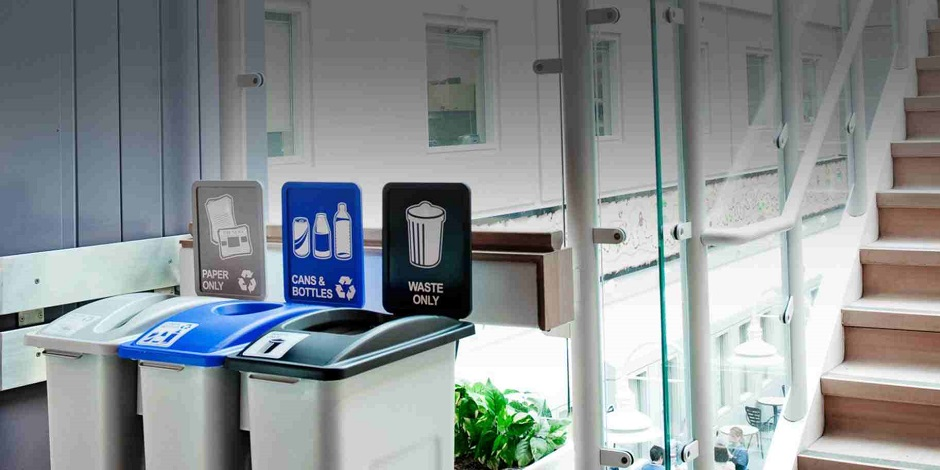 PAPER
ONLY
CANS &
BOTTLES
WASTE
ONLY